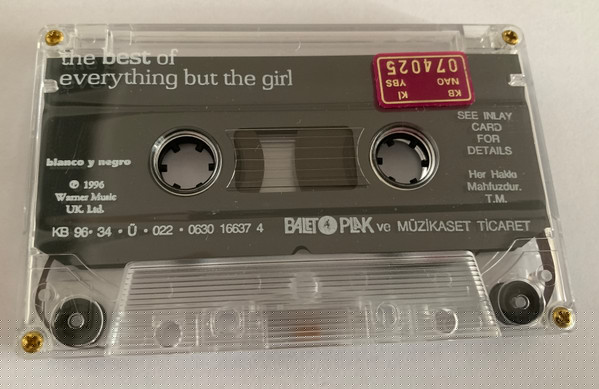 the best of
everything but the girl
KB
NAO
074025
Kİ
YBS
SEE INLAY
CARD
FOR
DETAILS
blanco y negro
℗ 1996
Warner Music
UK. Ltd.
Her Hakkı
Mahfuzdur.
T.M.
KB 96·34 · Ü · 022 · 0630 16637 4 BALET PLAK ve MÜZİKASET TİCARET